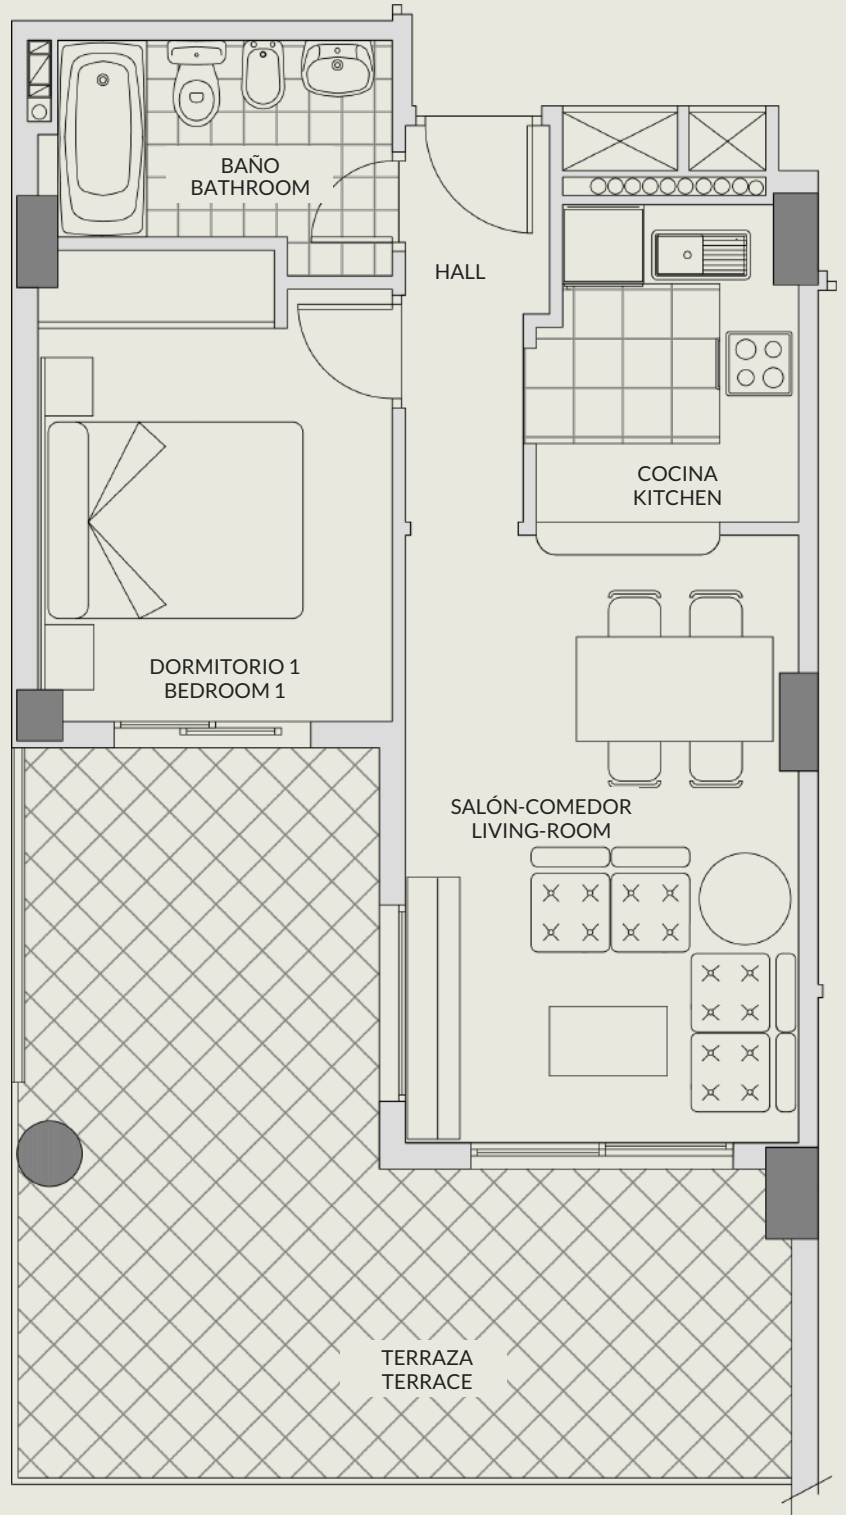 BAÑO
BATHROOM
HALL
COCINA
KITCHEN
DORMITORIO 1
BEDROOM 1
SALÓN-COMEDOR
LIVING-ROOM
TERRAZA
TERRACE